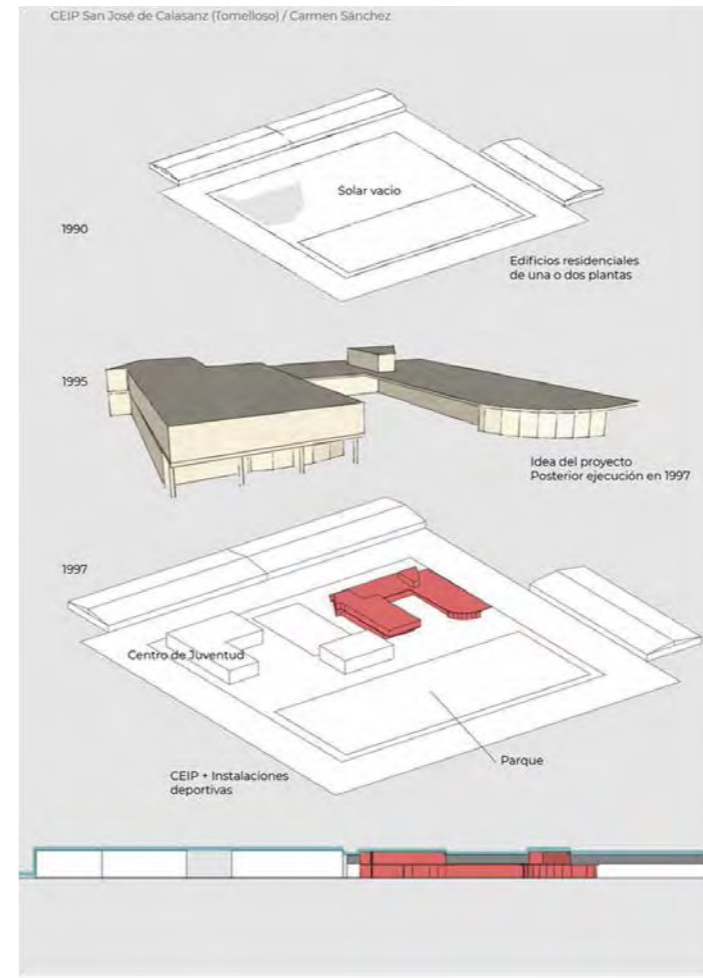 CEIP San José de Calasanz (Tomelloso) / Carmen Sánchez
Solar vacio
1990
Edificios residenciales
de una o dos plantas
1995
Idea del proyecto
Posterior ejecución en 1997
1997
Centro de Juventud
Parque
CEIP + Instalaciones
deportivas